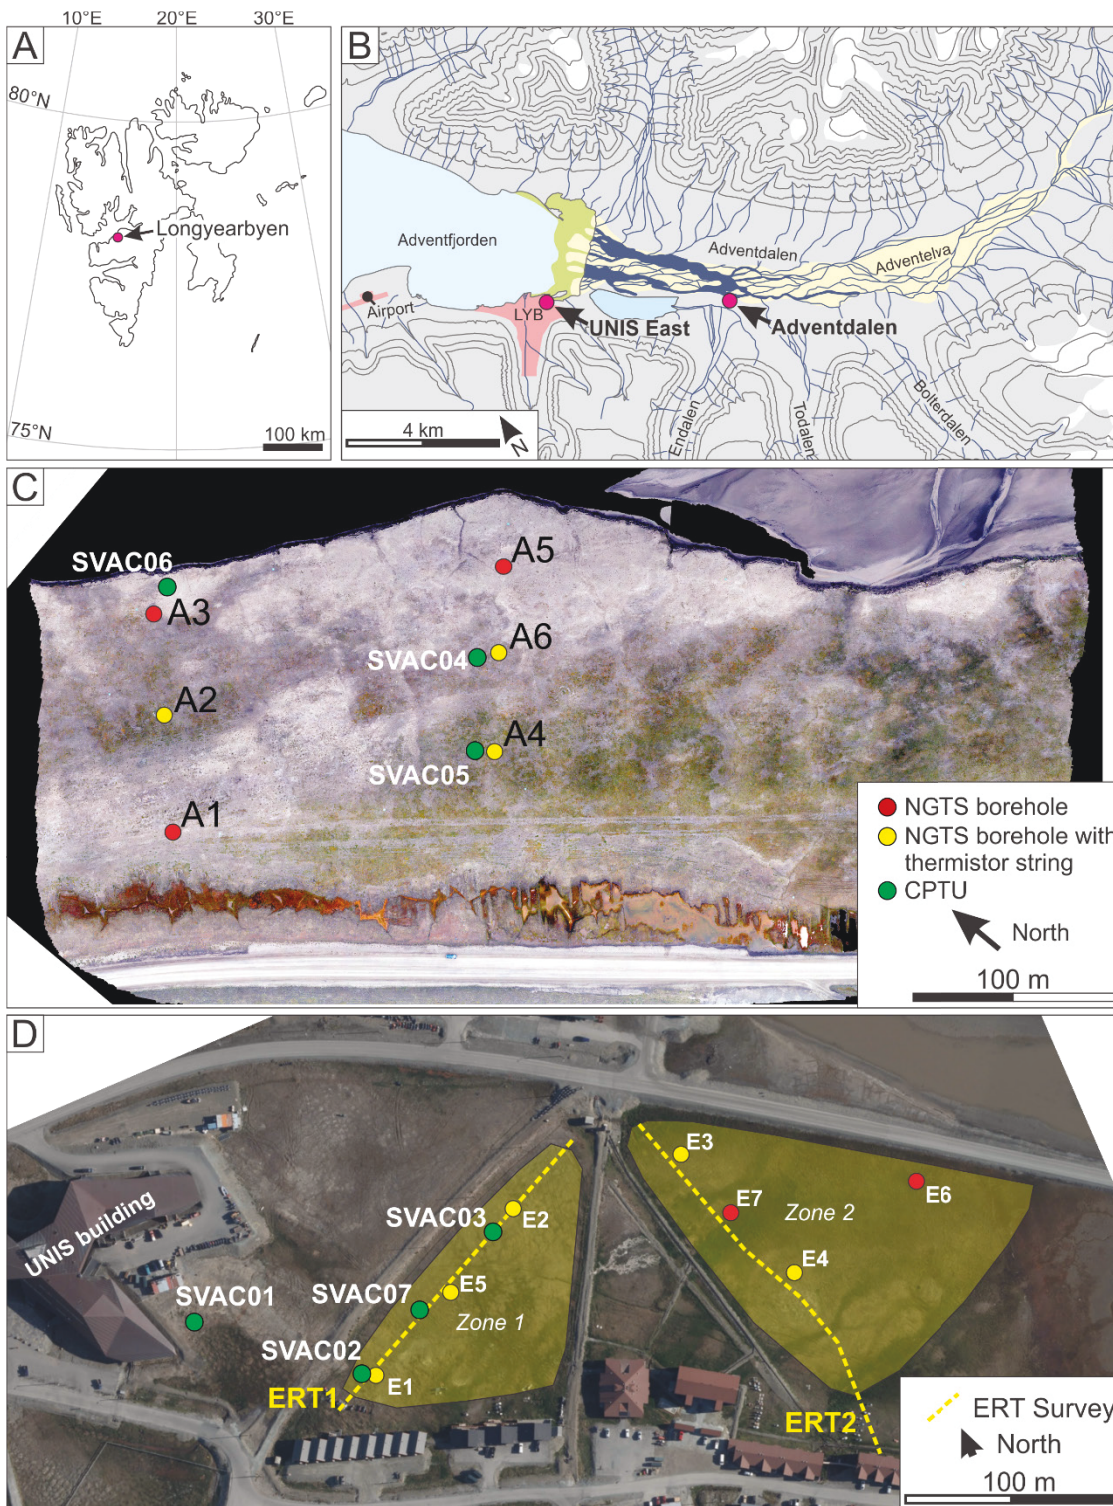 10°E
20°E
30°E
A
80°N
Longyearbyen
75°N
100 km
B
Adventfjorden
Adventdalen
Adventelva
Airport
LYB
UNIS East
Adventdalen
Endalen
Todalen
Bolterdalen
4 km
N
C
SVAC06
A5
A3
SVAC04
A6
A2
SVAC05
A4
A1
NGTS borehole
NGTS borehole with
thermistor string
CPTU
North
100 m
D
UNIS building
E3
E6
E7
Zone 2
SVAC03
E2
E4
SVAC01
SVAC07
E5
Zone 1
SVAC02
E1
ERT1
ERT2
ERT Survey
North
100 m